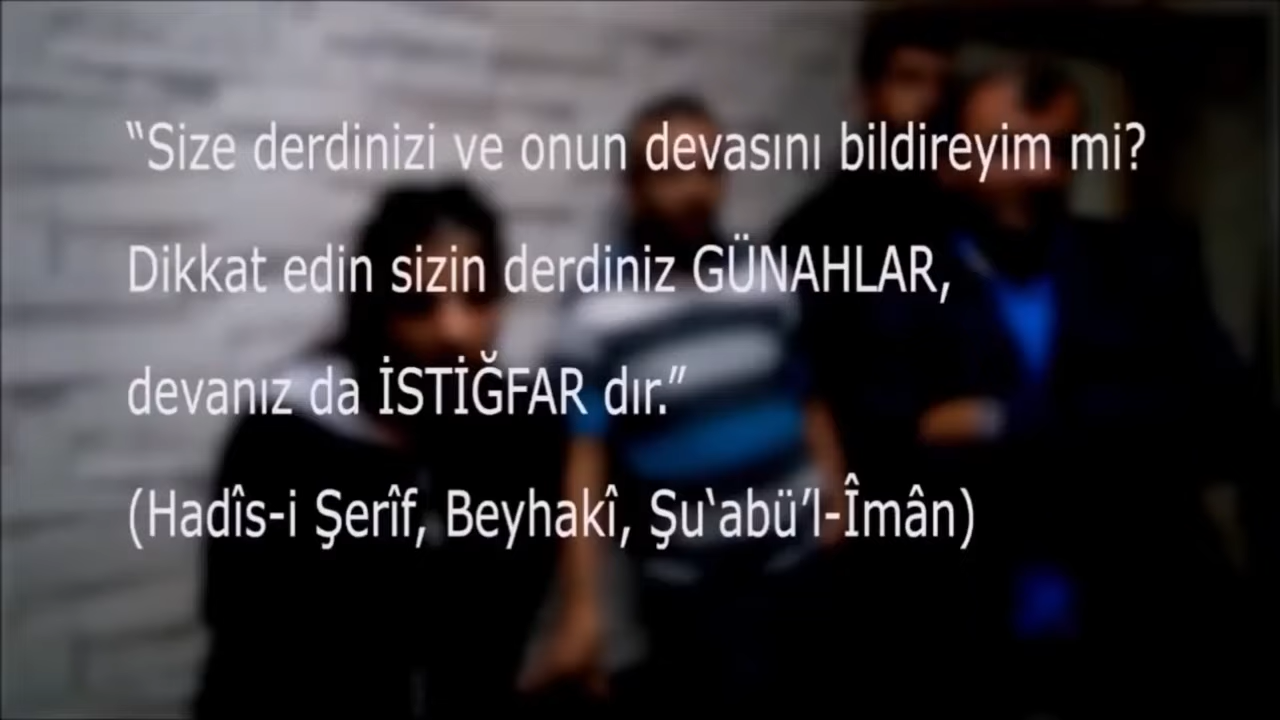 “Size derdinizi ve onun devasını bildireyim mi?
Dikkat edin sizin derdiniz GÜNAHLAR,
devanız da İSTİĞFAR dır.”
(Hadîs-i Şerîf, Beyhakî, Şu‘abü’l-Îmân)